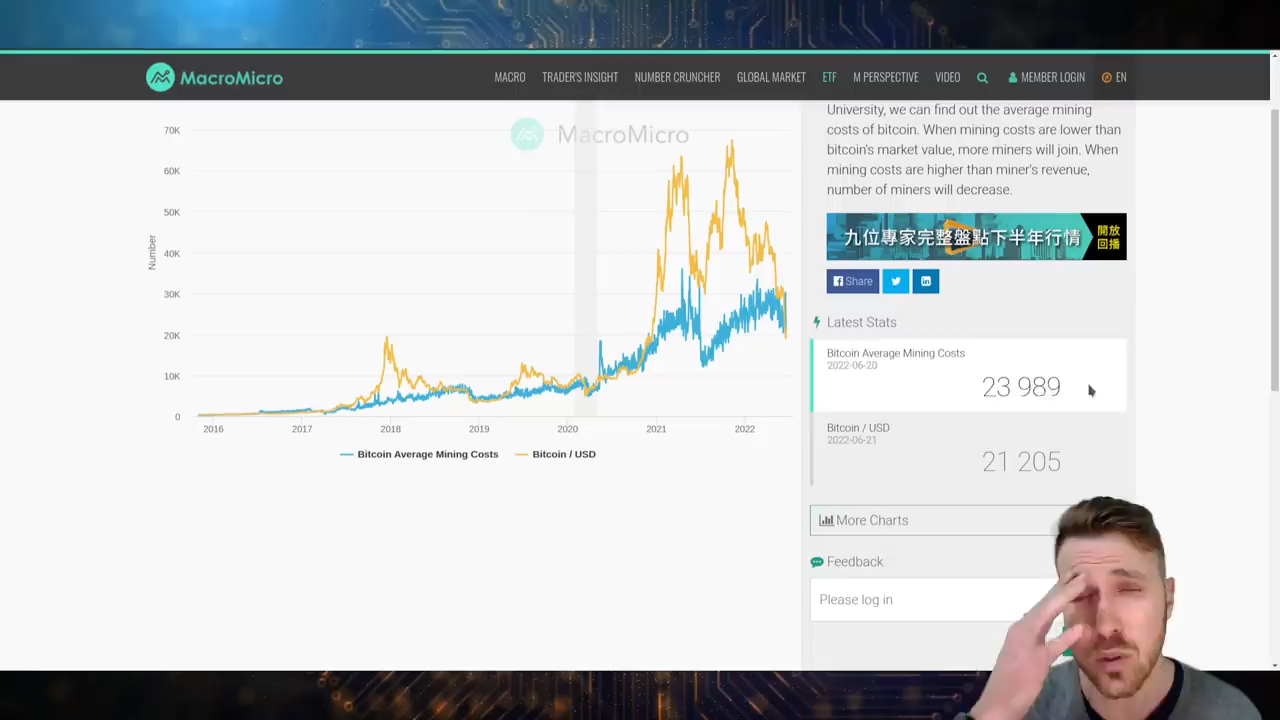 MacroMicro
MACRO TRADER'S INSIGHT NUMBER CRUNCHER GLOBAL MARKET ETF M PERSPECTIVE VIDEO MEMBER LOGIN EN
MacroMicro
70K
60K
50K
40K
30K
20K
10K
0
Number
2016 2017 2018 2019 2020 2021 2022
Bitcoin Average Mining Costs Bitcoin / USD
University, we can find out the average mining
costs of bitcoin. When mining costs are lower than
bitcoin's market value, more miners will join. When
mining costs are higher than miner's revenue,
number of miners will decrease.
九位專家完整盤點下半年行情
開放
回播
Share
Latest Stats
Bitcoin Average Mining Costs
2022-06-20
23 989
Bitcoin / USD
2022-06-21
21 205
More Charts
Feedback
Please log in